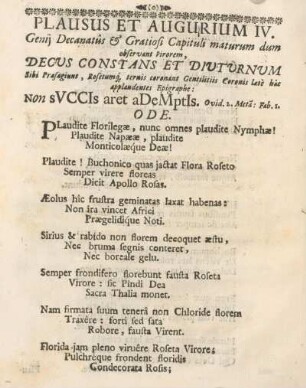 (o)
PLAUSUS ET AUGURIUM IV.
Genij Decanatûs & Gratiosi Capituli maturum dum
observant florem,
DECUS CONSTANS ET DIUTURNUM
Sibi Præsagiunt, Rosetumq́; ternis coronant Gentilitiis Coronis latè hic
applaudentes Epigraphe:
Non sVCCIs aret aDeMptIs. Ovid. 2. Metã: Fab. 1.
ODE.
PLaudite Florilegæ, nunc omnes plaudite Nymphæ!
Plaudite Napææ, plaudite
Monticolæque Deæ!
Plaudite! Buchonico quas jactat Flora Roseto
Semper virere floreas
Dicit Apollo Rosas.
Æolus hic frustra geminatas laxat habenas:
Non ira vincet Africi
Prægelidique Noti.
Sirius & rabido non florem decoquet æstu,
Nec bruma segnis conteret,
Nec boreale gelu.
Semper frondifero florebunt fausta Roseta
Virore: sic Pindi Dea
Sacra Thalia monet.
Nam firmata suum tenerâ non Chloride florem
Traxére: forti sed fata
Robore, fausta Virent.
Florida jam pleno viruêre Roseta Virore;
Pulchréque frondent floridis
Condecorata Rosis;